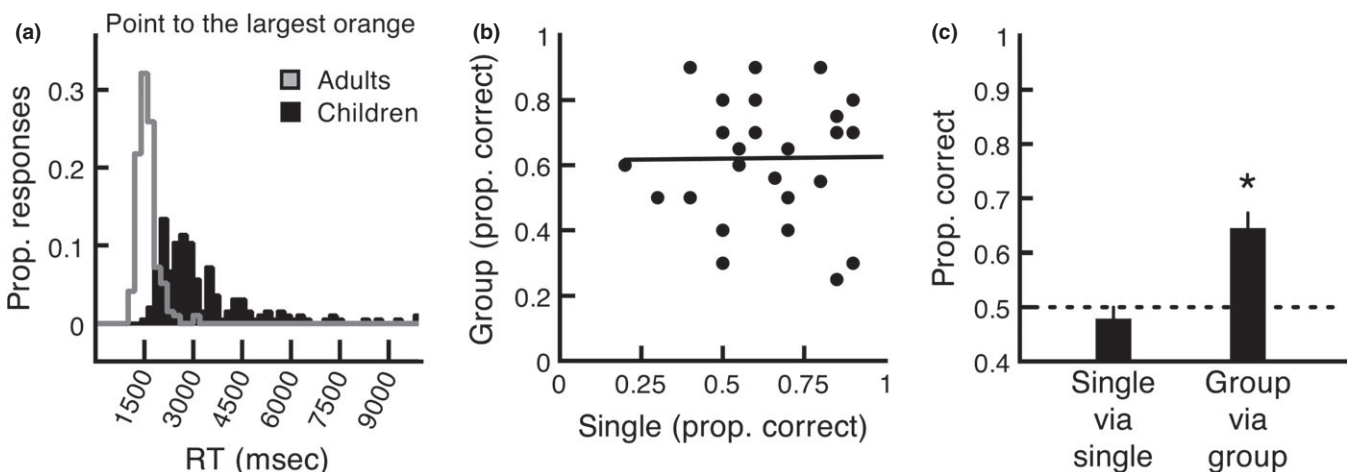 (a) Point to the largest orange
Adults
Children
Prop. responses
0.3
0.2
0.1
0
1500 3000 4500 6000 7500 9000
RT (msec)
(b)
Group (prop. correct)
1
0.8
0.6
0.4
0.2
0
0 0.25 0.5 0.75 1
Single (prop. correct)
(c)
Prop. correct
1
0.9
0.8
0.7
0.6
0.5
0.4
*
Single Group
via via
single group